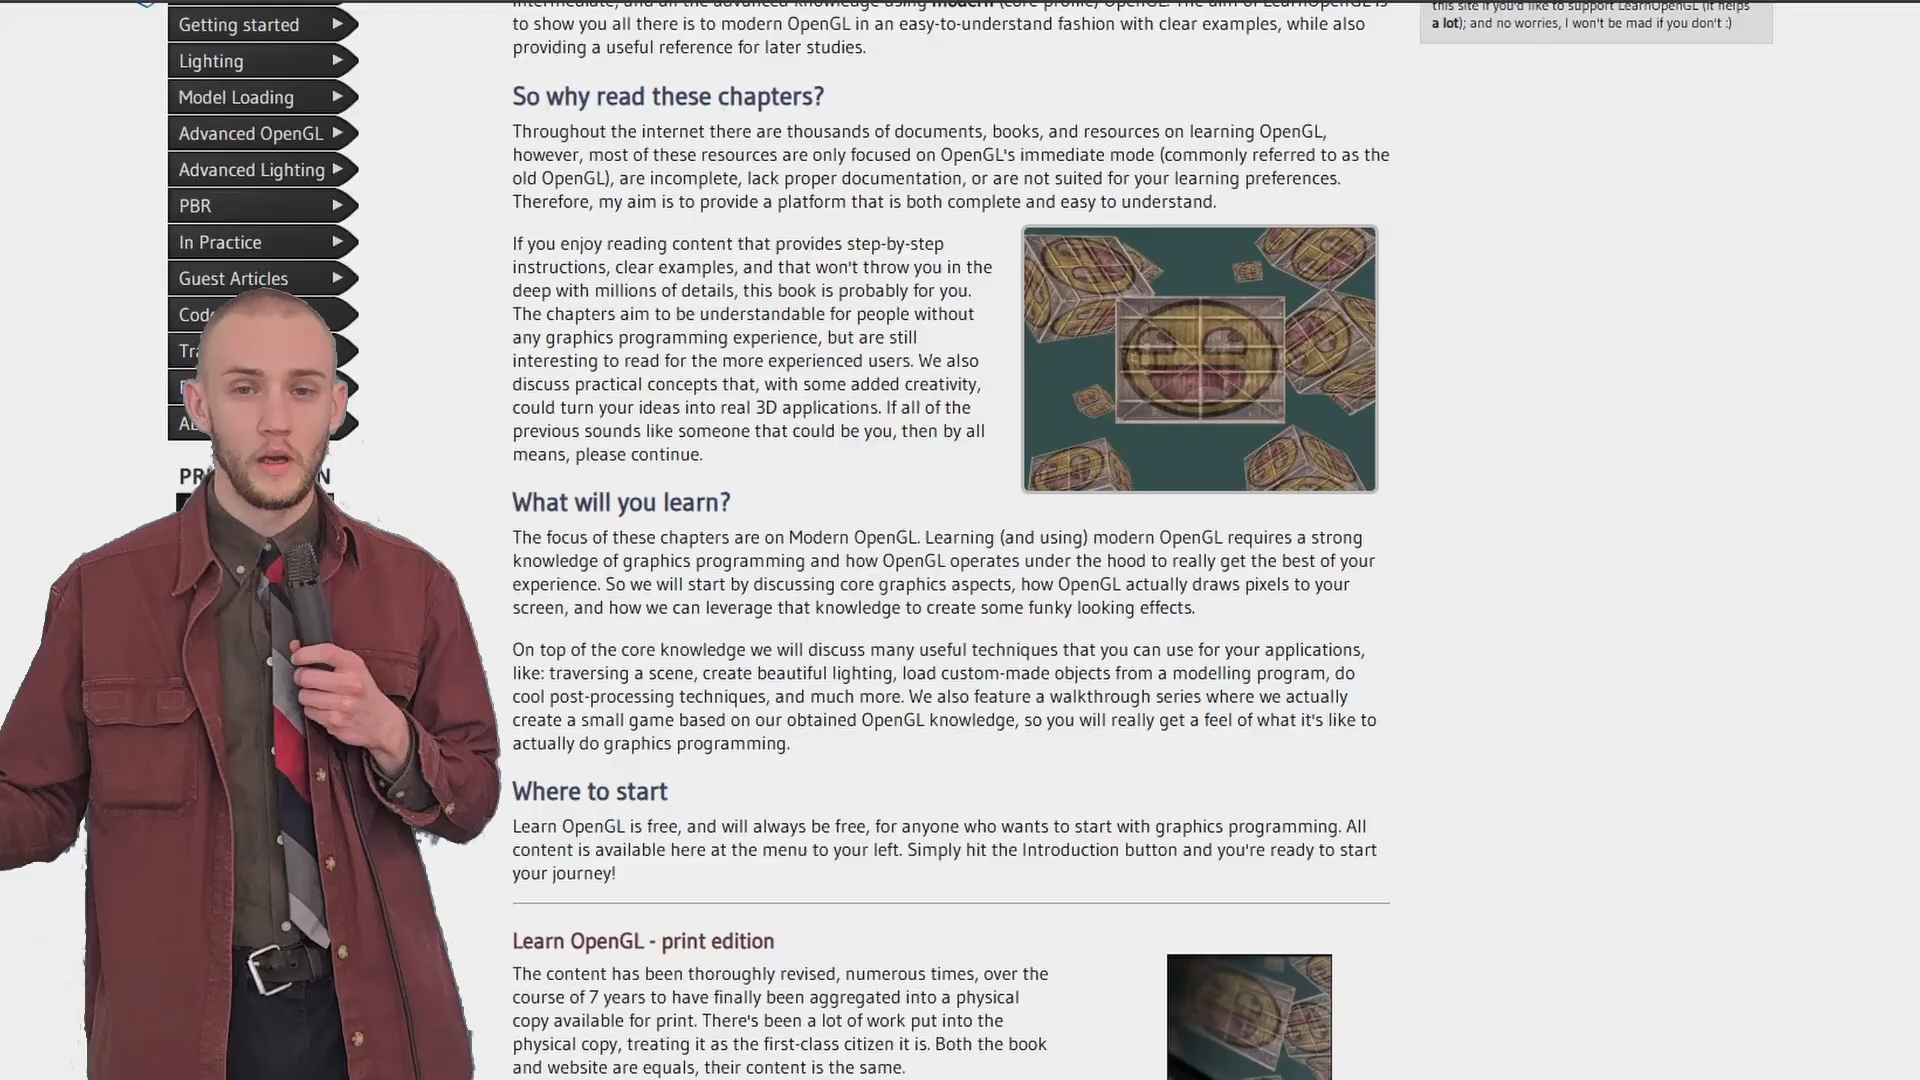 Getting started
Lighting
Model Loading
Advanced OpenGL
Advanced Lighting
PBR
In Practice
Guest Articles
to show you all there is to modern OpenGL in an easy-to-understand fashion with clear examples, while also
providing a useful reference for later studies.
So why read these chapters?
Throughout the internet there are thousands of documents, books, and resources on learning OpenGL,
however, most of these resources are only focused on OpenGL's immediate mode (commonly referred to as the
old OpenGL), are incomplete, lack proper documentation, or are not suited for your learning preferences.
Therefore, my aim is to provide a platform that is both complete and easy to understand.
If you enjoy reading content that provides step-by-step
instructions, clear examples, and that won't throw you in the
deep with millions of details, this book is probably for you.
The chapters aim to be understandable for people without
any graphics programming experience, but are still
interesting to read for the more experienced users. We also
discuss practical concepts that, with some added creativity,
could turn your ideas into real 3D applications. If all of the
previous sounds like someone that could be you, then by all
means, please continue.
What will you learn?
The focus of these chapters are on Modern OpenGL. Learning (and using) modern OpenGL requires a strong
knowledge of graphics programming and how OpenGL operates under the hood to really get the best of your
experience. So we will start by discussing core graphics aspects, how OpenGL actually draws pixels to your
screen, and how we can leverage that knowledge to create some funky looking effects.
On top of the core knowledge we will discuss many useful techniques that you can use for your applications,
like: traversing a scene, create beautiful lighting, load custom-made objects from a modelling program, do
cool post-processing techniques, and much more. We also feature a walkthrough series where we actually
create a small game based on our obtained OpenGL knowledge, so you will really get a feel of what it's like to
actually do graphics programming.
Where to start
Learn OpenGL is free, and will always be free, for anyone who wants to start with graphics programming. All
content is available here at the menu to your left. Simply hit the Introduction button and you're ready to start
your journey!
Learn OpenGL - print edition
The content has been thoroughly revised, numerous times, over the
course of 7 years to have finally been aggregated into a physical
copy available for print. There's been a lot of work put into the
physical copy, treating it as the first-class citizen it is. Both the book
and website are equals, their content is the same.
this site if you'd like to support LearnOpenGL (it helps
a lot); and no worries, I won't be mad if you don't :)